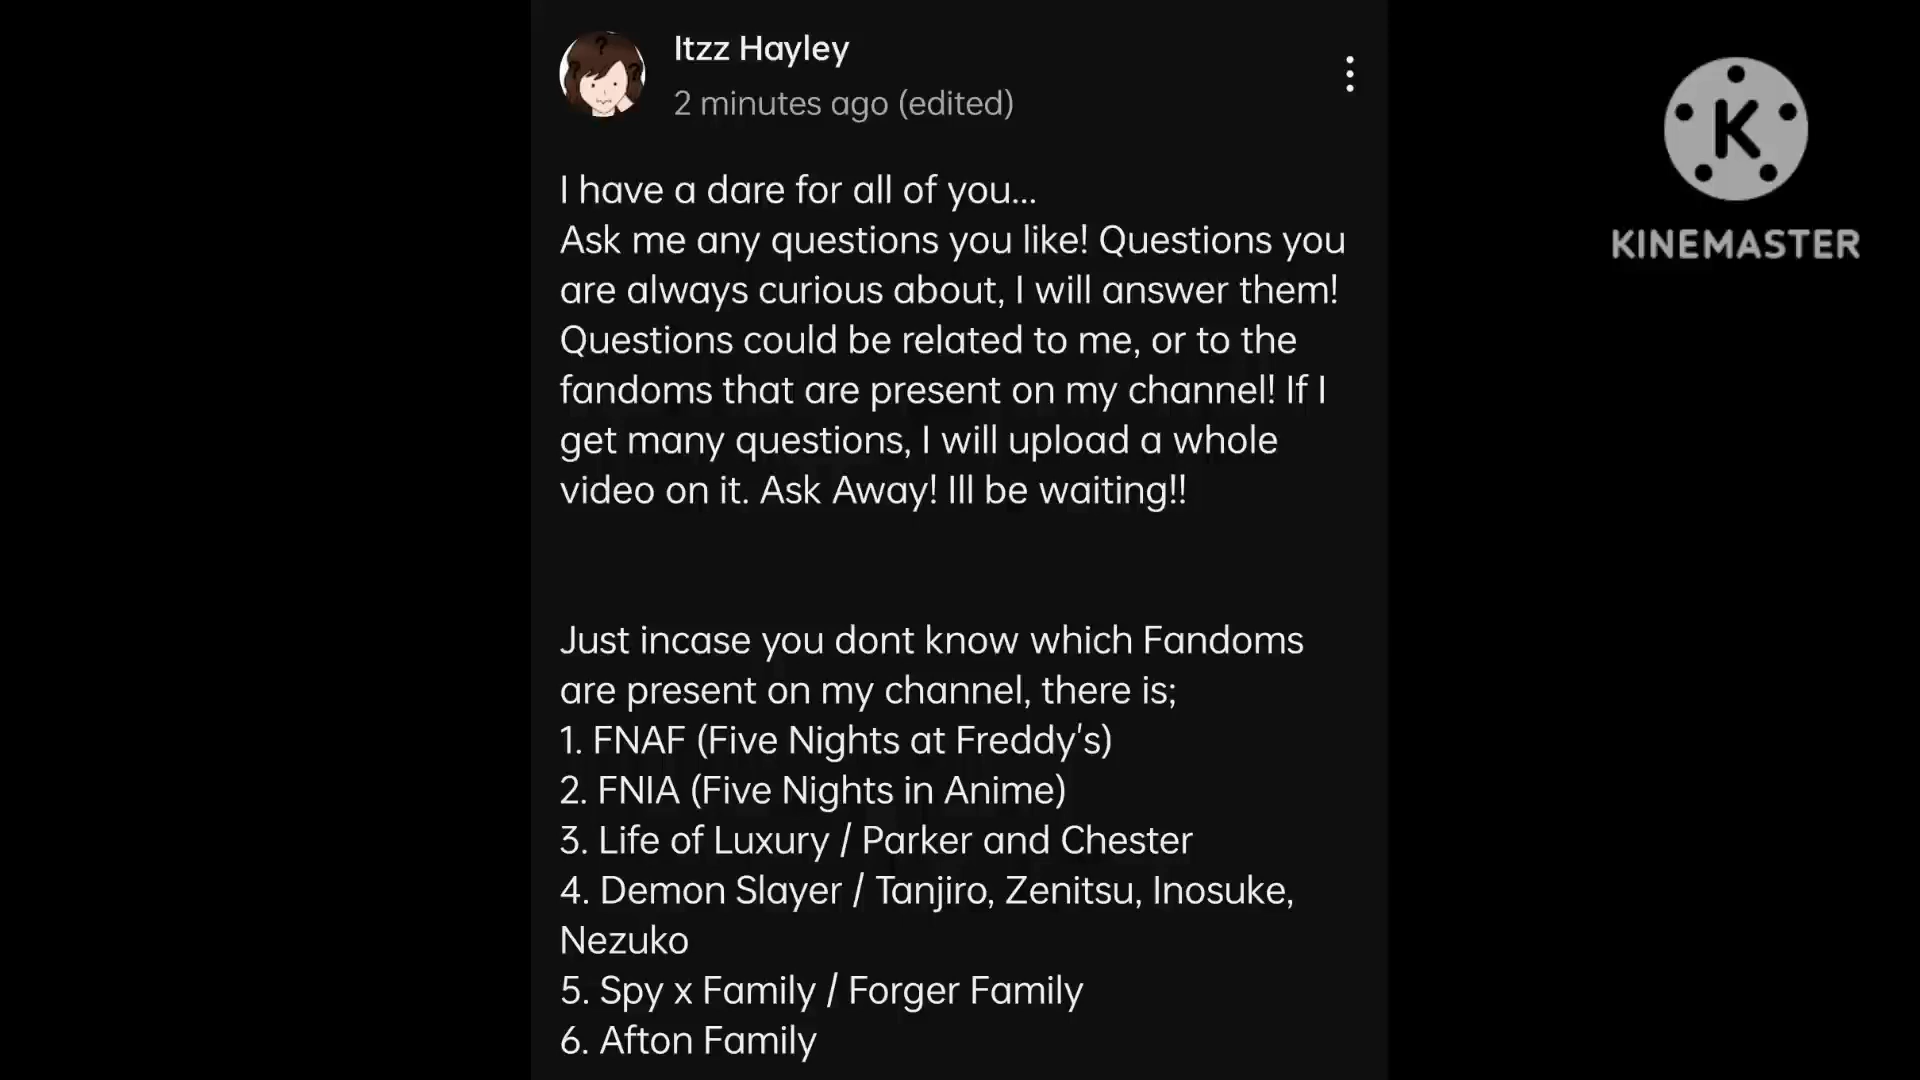 Itzz Hayley
2 minutes ago (edited)
I have a dare for all of you...
Ask me any questions you like! Questions you
are always curious about, I will answer them!
Questions could be related to me, or to the
fandoms that are present on my channel! If I
get many questions, I will upload a whole
video on it. Ask Away! Ill be waiting!!
Just incase you dont know which Fandoms
are present on my channel, there is;
1. FNAF (Five Nights at Freddy's)
2. FNIA (Five Nights in Anime)
3. Life of Luxury / Parker and Chester
4. Demon Slayer / Tanjiro, Zenitsu, Inosuke,
Nezuko
5. Spy x Family / Forger Family
6. Afton Family
K
KINEMASTER